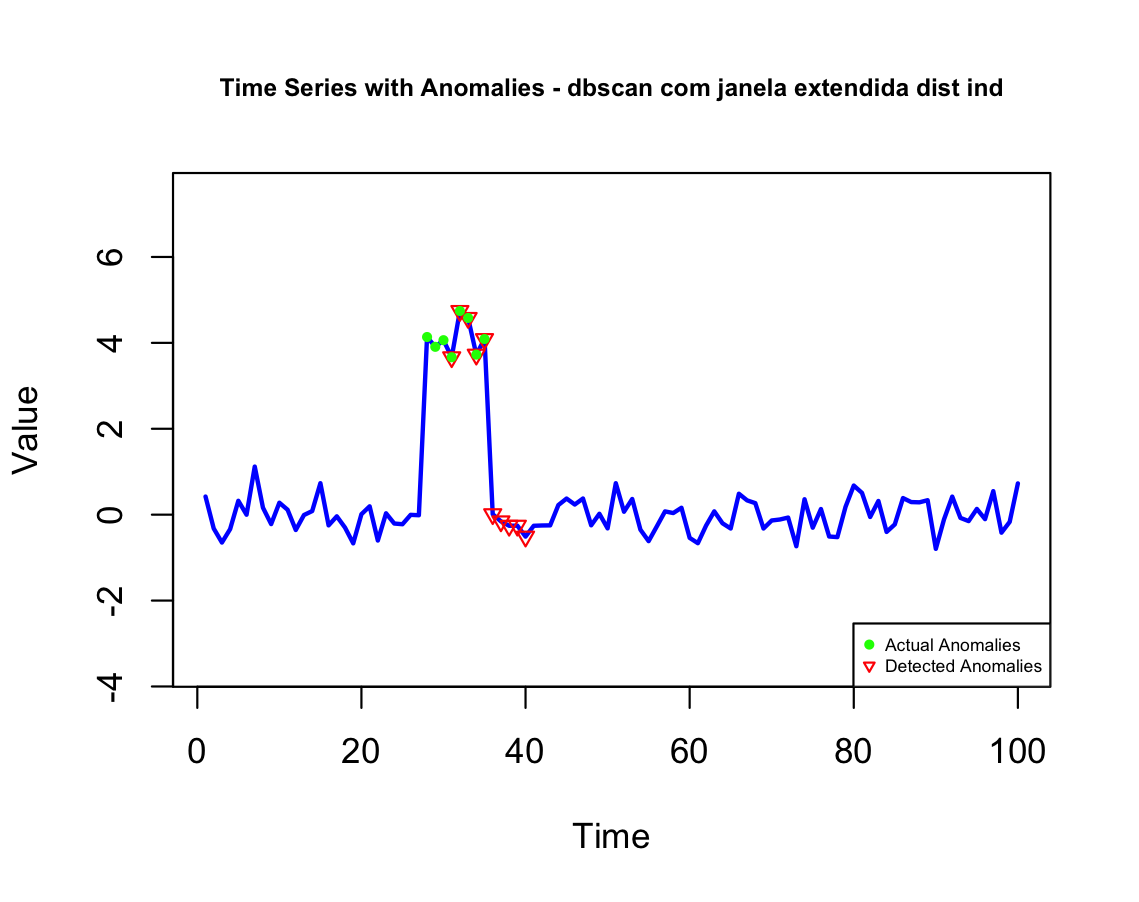 Time Series with Anomalies - dbscan com janela extendida dist ind
Value
6
4
2
0
-2
-4
Actual Anomalies
Detected Anomalies
0 20 40 60 80 100
Time